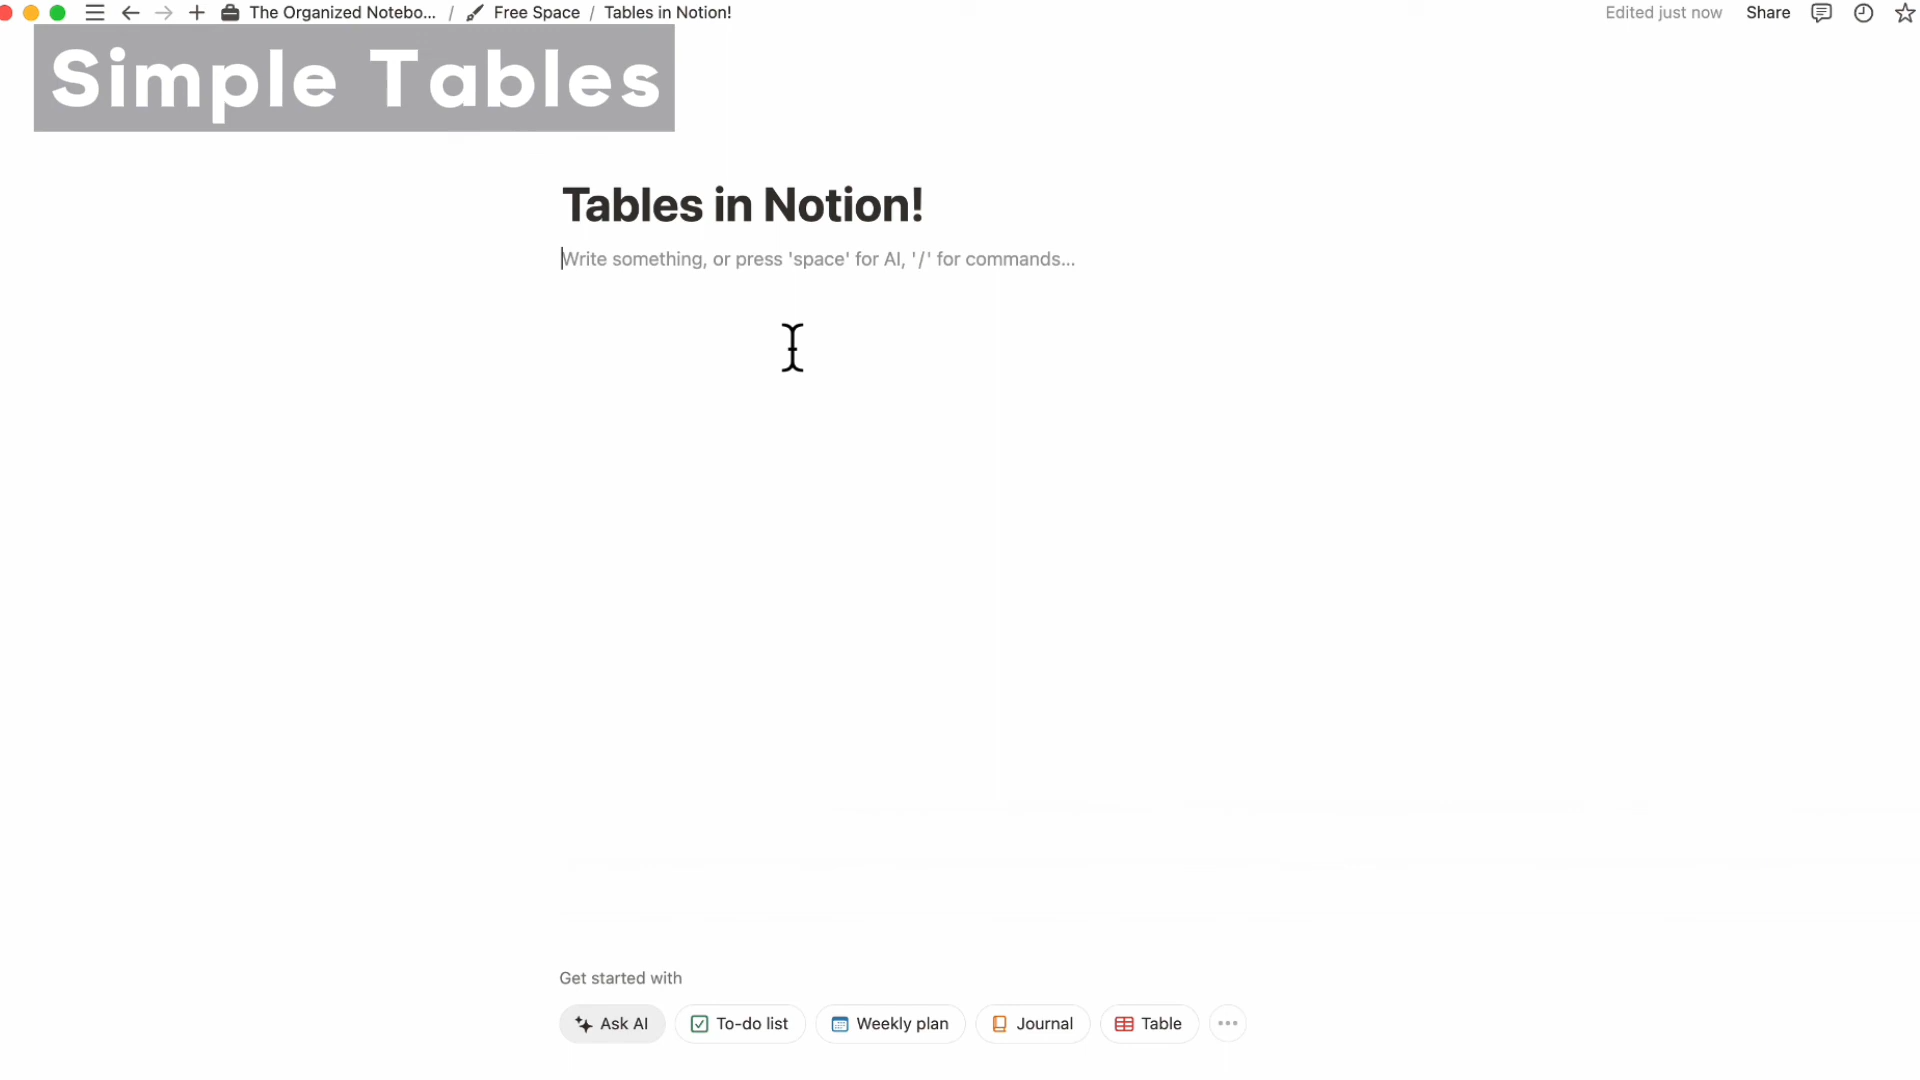 The Organized Notebo... / Free Space / Tables in Notion!
Edited just now
Share
Simple Tables
Tables in Notion!
Write something, or press 'space' for AI, '/' for commands...
Get started with
Ask AI
To-do list
Weekly plan
Journal
Table